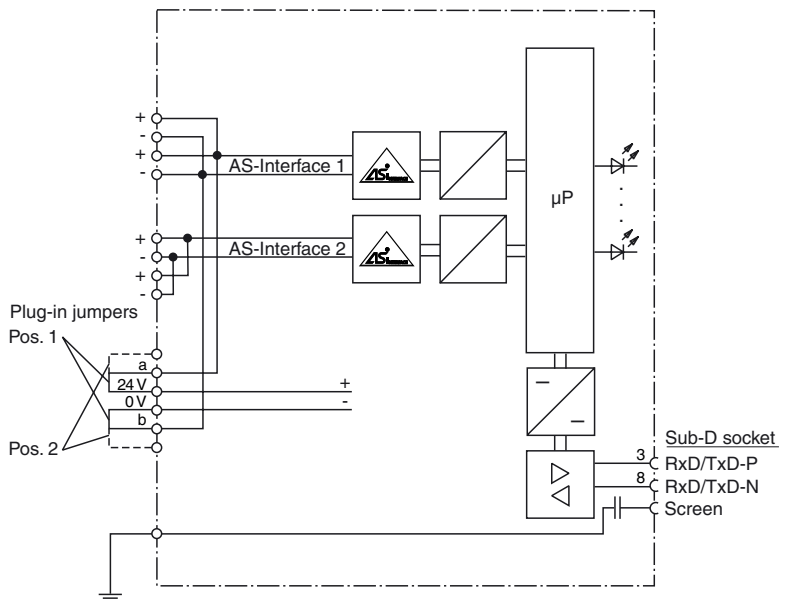 +
-
+
-
AS-Interface 1
µP
+
-
+
-
AS-Interface 2
Plug-in jumpers
Pos. 1
a
24 V
+
0 V
-
b
Pos. 2
Sub-D socket
3
RxD/TxD-P
8
RxD/TxD-N
Screen